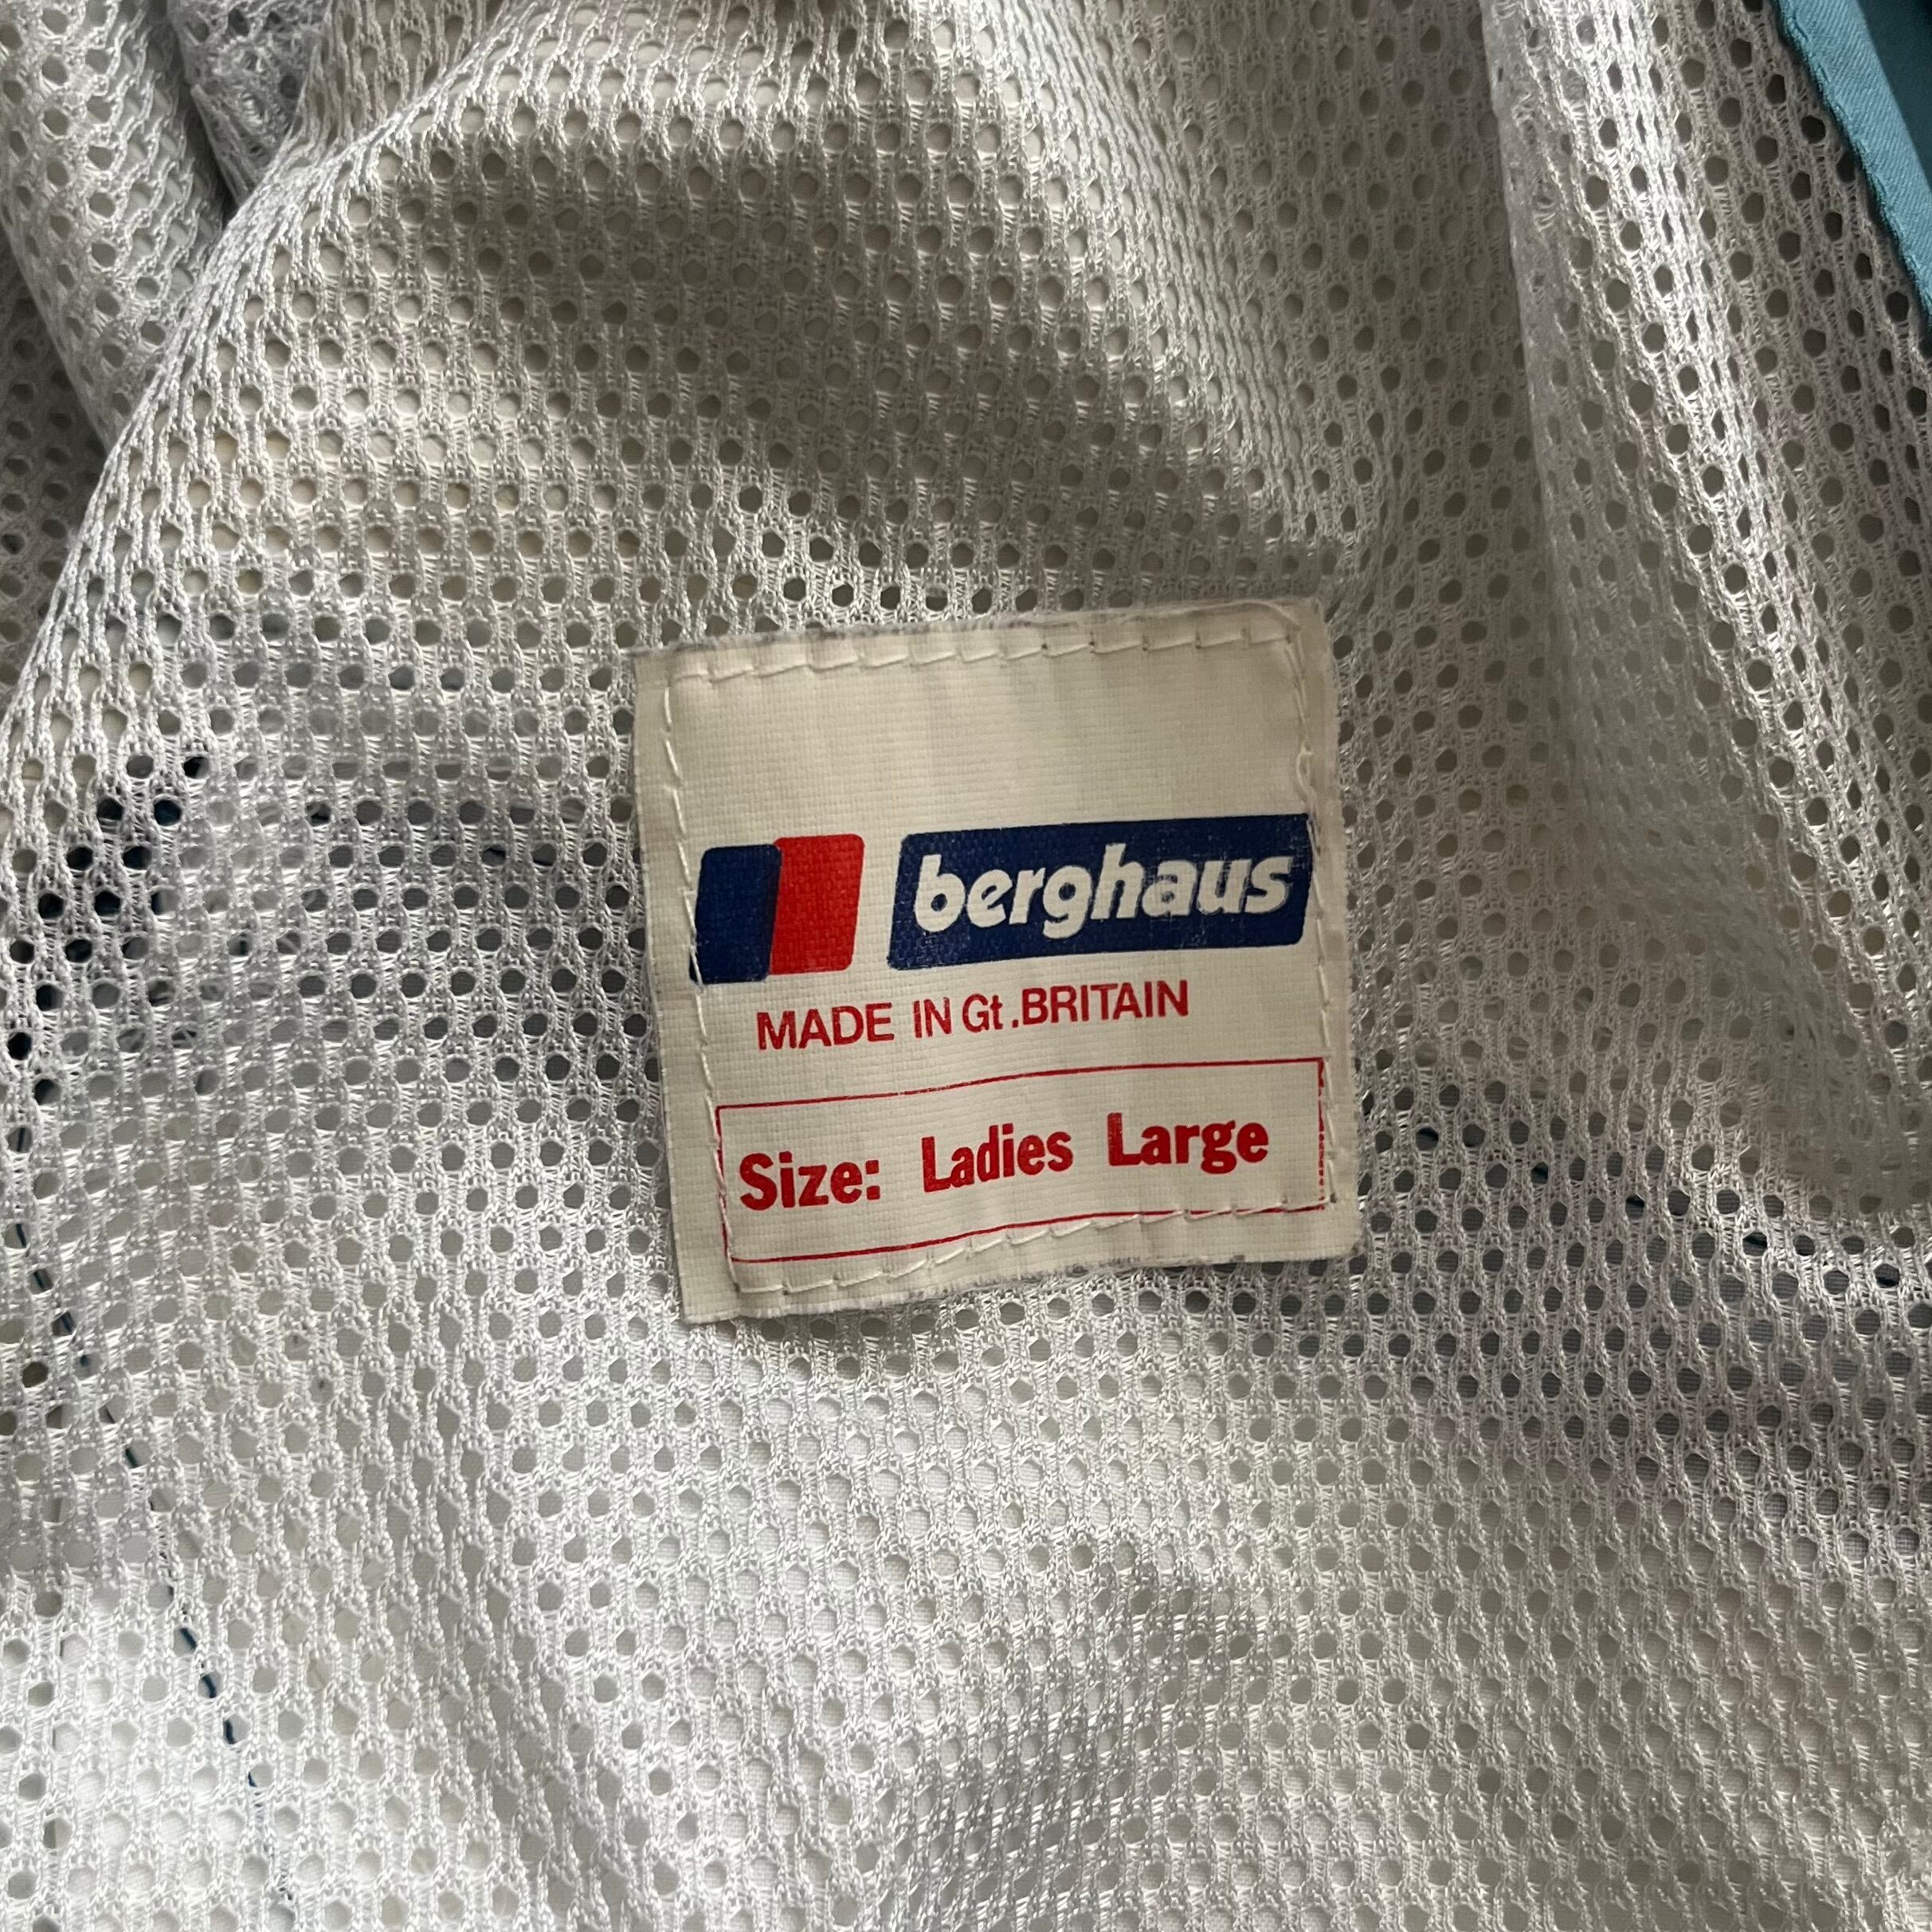 berghaus
MADE IN Gt.BRITAIN
Size: Ladies Large